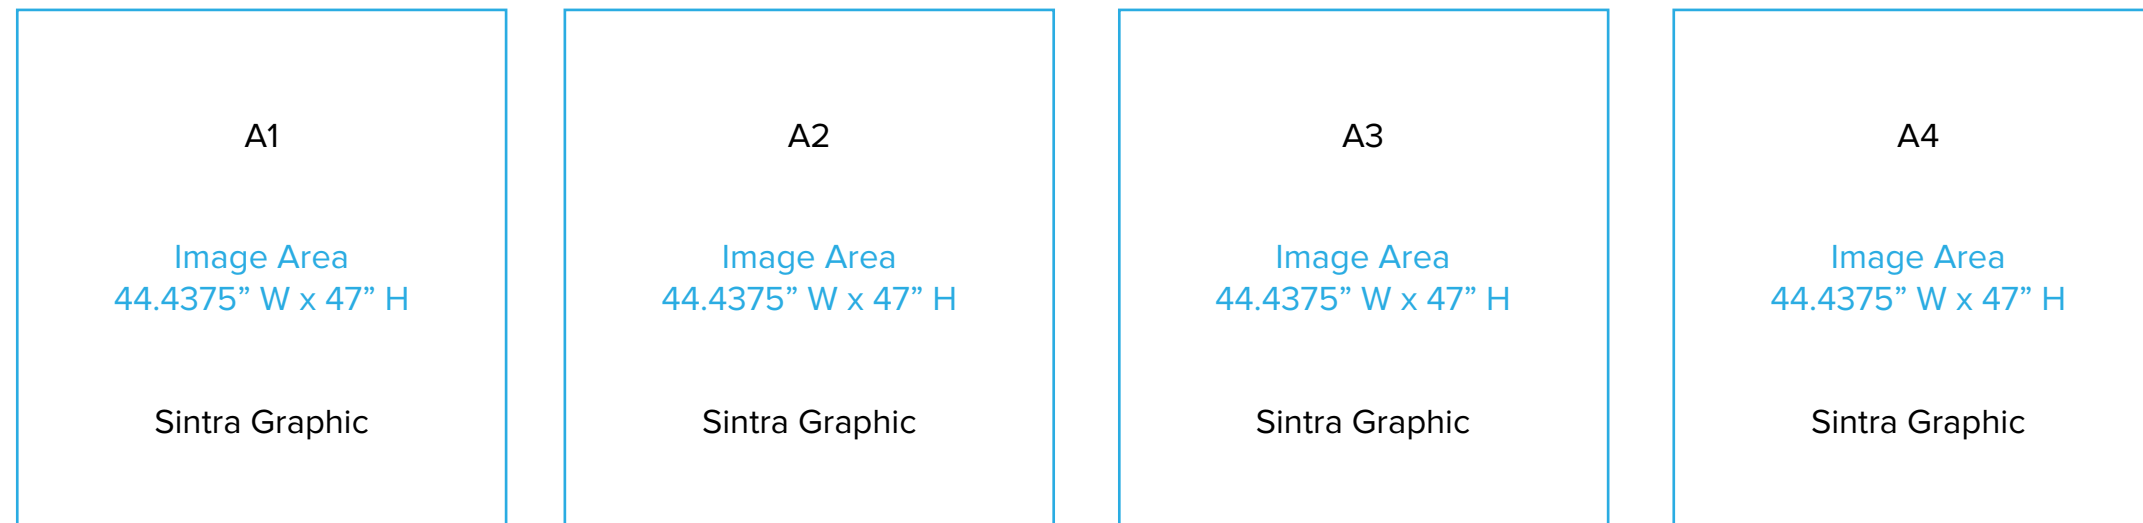 A1
Image Area
44.4375” W x 47” H
Sintra Graphic
A2
Image Area
44.4375” W x 47” H
Sintra Graphic
A3
Image Area
44.4375” W x 47” H
Sintra Graphic
A4
Image Area
44.4375” W x 47” H
Sintra Graphic